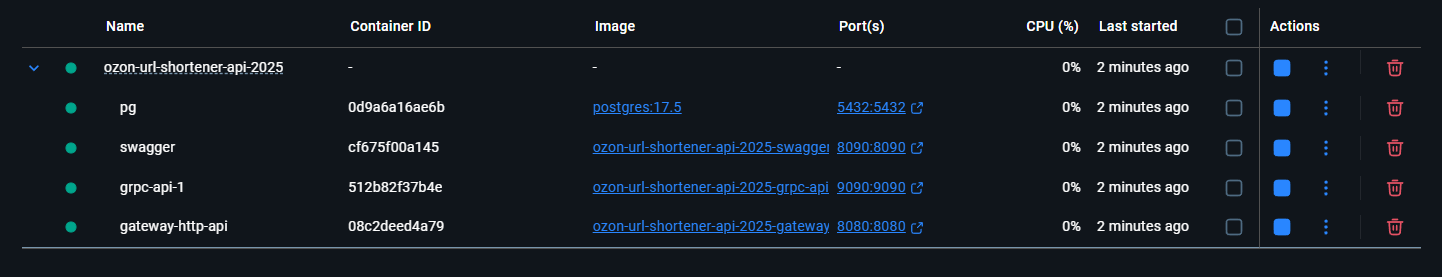 Name Container ID Image Port(s) CPU (%) Last started Actions
ozon-url-shortener-api-2025 - - - 0% 2 minutes ago
pg 0d9a6a16ae6b postgres:17.5 5432:5432 0% 2 minutes ago
swagger cf675f00a145 ozon-url-shortener-api-2025-swagger 8090:8090 0% 2 minutes ago
grpc-api-1 512b82f37b4e ozon-url-shortener-api-2025-grpc-api 9090:9090 0% 2 minutes ago
gateway-http-api 08c2deed4a79 ozon-url-shortener-api-2025-gateway 8080:8080 0% 2 minutes ago